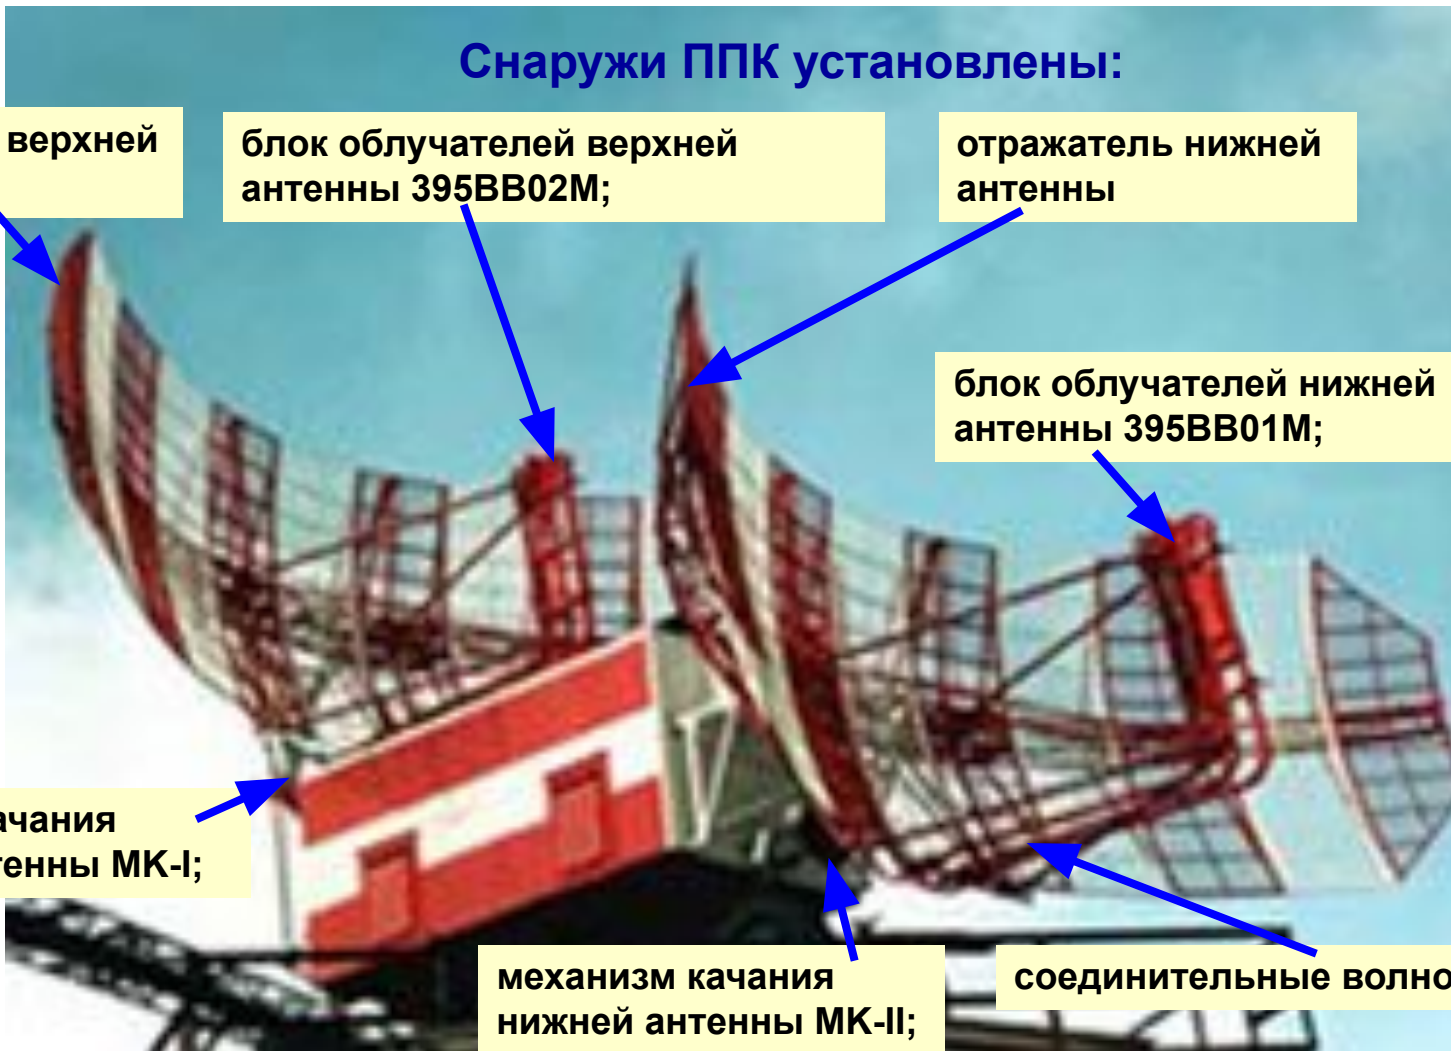 Снаружи ППК установлены:
верхней
блок облучателей верхней
антенны 395ВВ02М;
отражатель нижней
антенны
блок облучателей нижней
антенны 395ВВ01М;
ачания
тенны МК-I;
механизм качания
нижней антенны МК-II;
соединительные волно